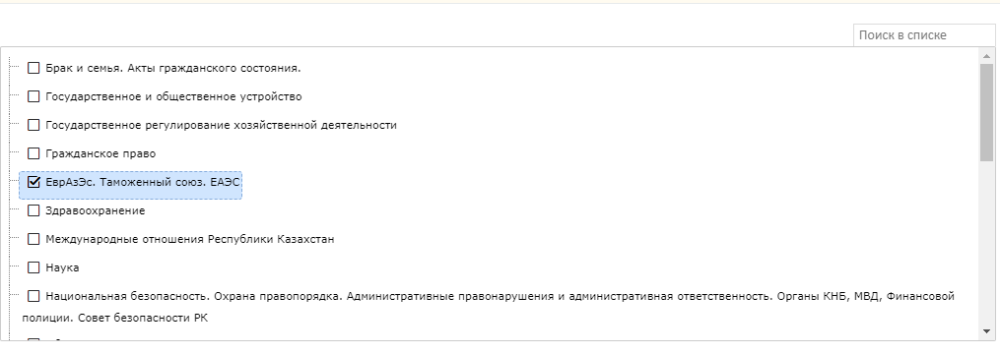 Поиск в списке
Брак и семья. Акты гражданского состояния.
Государственное и общественное устройство
Государственное регулирование хозяйственной деятельности
Гражданское право
ЕврАзЭс. Таможенный союз. ЕАЭС
Здравоохранение
Международные отношения Республики Казахстан
Наука
Национальная безопасность. Охрана правопорядка. Административные правонарушения и административная ответственность. Органы КНБ, МВД, Финансовой
полиции. Совет безопасности РК